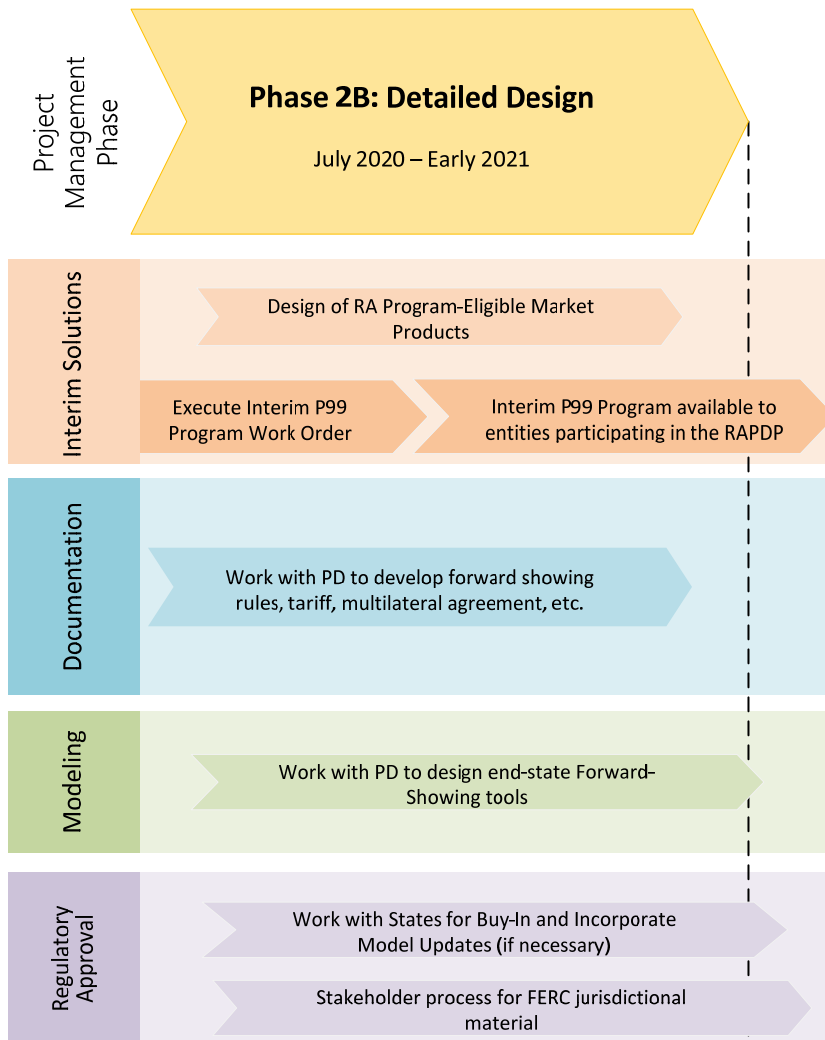 Project
Management
Phase
Phase 2B: Detailed Design
July 2020 – Early 2021
Interim Solutions
Design of RA Program-Eligible Market
Products
Execute Interim P99
Program Work Order
Interim P99 Program available to
entities participating in the RAPDP
Documentation
Work with PD to develop forward showing
rules, tariff, multilateral agreement, etc.
Modeling
Work with PD to design end-state Forward-
Showing tools
Regulatory
Approval
Work with States for Buy-In and Incorporate
Model Updates (if necessary)
Stakeholder process for FERC jurisdictional
material